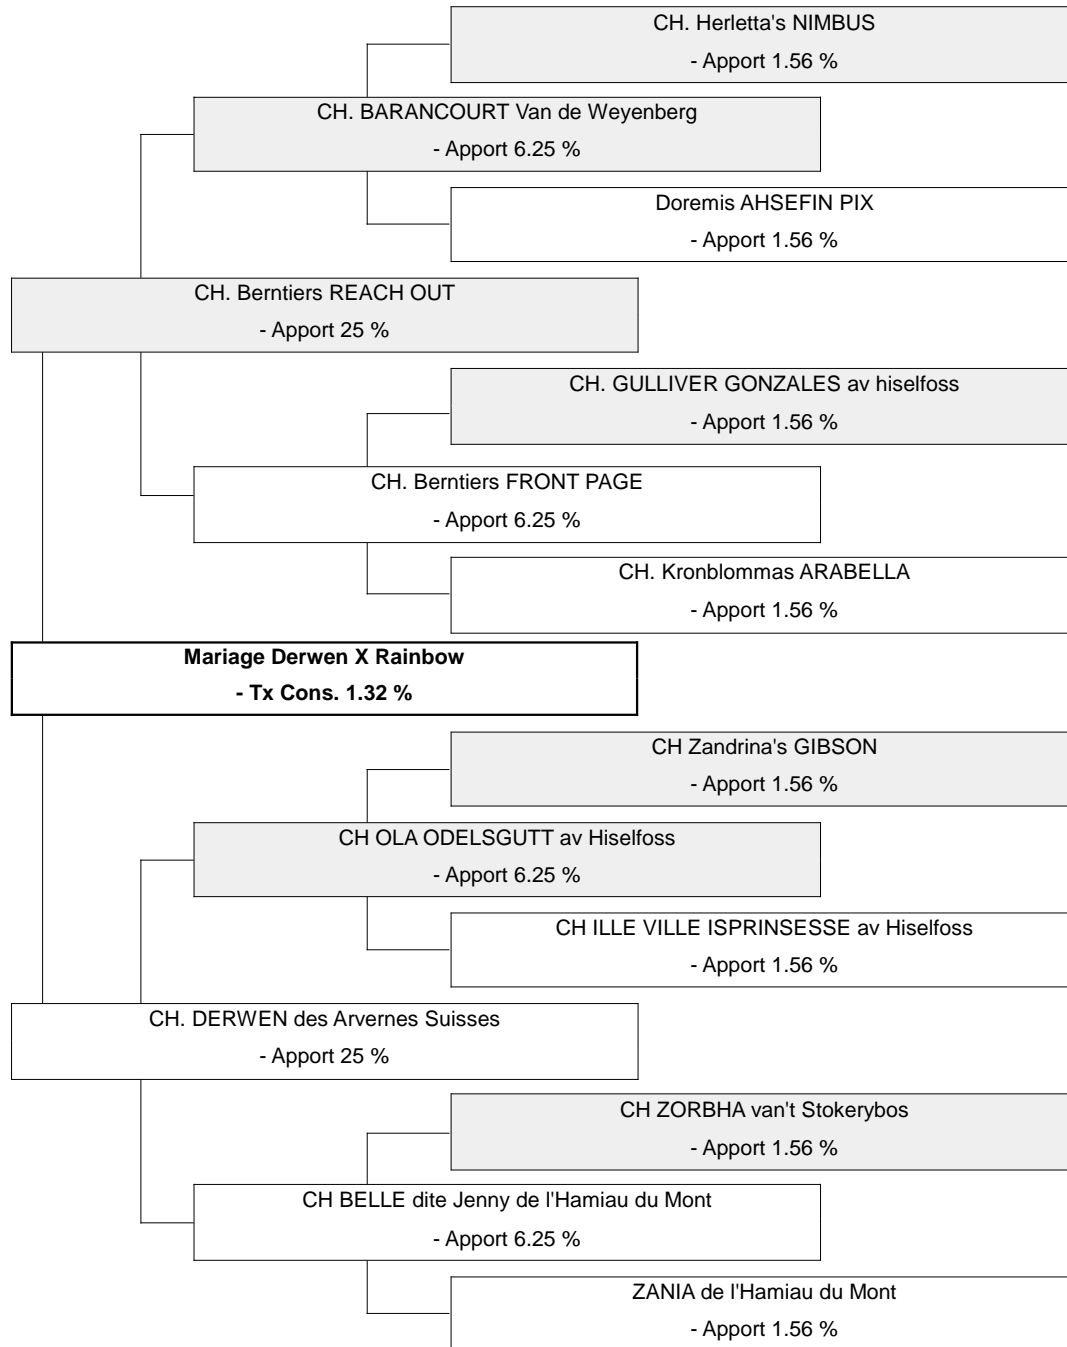 CH. Herletta's NIMBUS
- Apport 1.56 %
CH. BARANCOURT Van de Weyenberg
- Apport 6.25 %
Doremis AHSEFIN PIX
- Apport 1.56 %
CH. Berntiers REACH OUT
- Apport 25 %
CH. GULLIVER GONZALES av hiselfoss
- Apport 1.56 %
CH. Berntiers FRONT PAGE
- Apport 6.25 %
CH. Kronblommas ARABELLA
- Apport 1.56 %
Mariage Derwen X Rainbow
- Tx Cons. 1.32 %
CH Zandrina's GIBSON
- Apport 1.56 %
CH OLA ODELSGUTT av Hiselfoss
- Apport 6.25 %
CH ILLE VILLE ISPRINSESSE av Hiselfoss
- Apport 1.56 %
CH. DERWEN des Arvernes Suisses
- Apport 25 %
CH ZORBHA van't Stokerybos
- Apport 1.56 %
CH BELLE dite Jenny de l'Hamiau du Mont
- Apport 6.25 %
ZANIA de l'Hamiau du Mont
- Apport 1.56 %